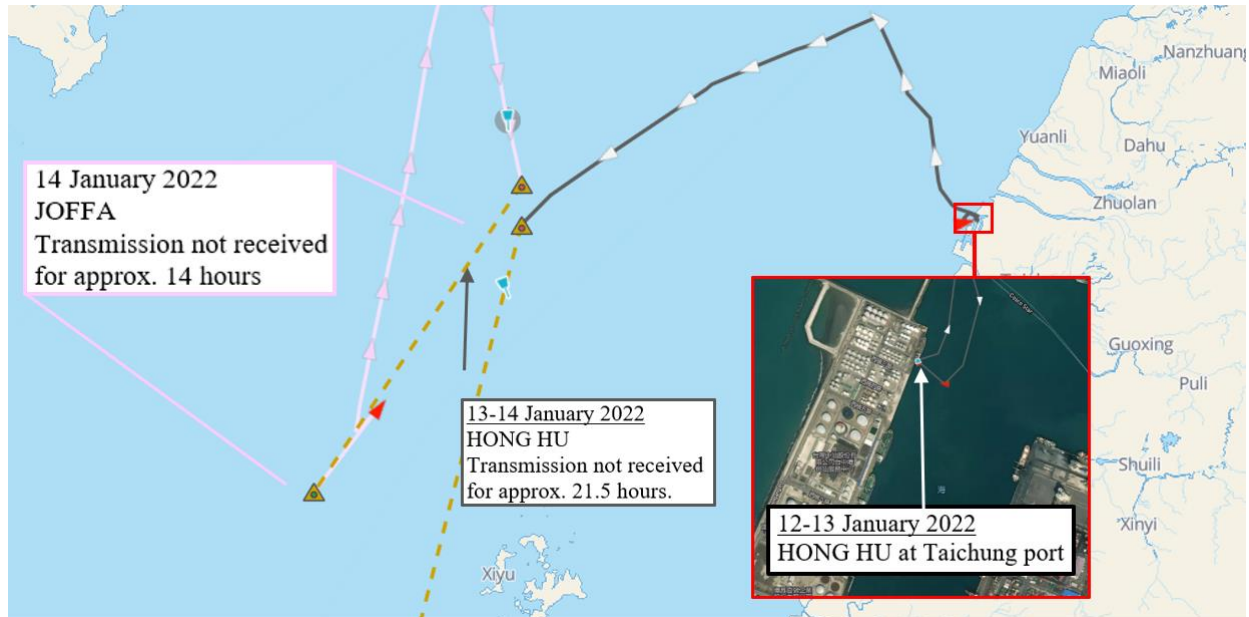 14 January 2022
JOFFA
Transmission not received
for approx. 14 hours
13-14 January 2022
HONG HU
Transmission not received
for approx. 21.5 hours.
12-13 January 2022
HONG HU at Taichung port
Nanzhuang
Miaoli
Yuanli
Dahu
Zhuolan
Guoxing
Puli
Shuili
Xinyi
Xiyu
海